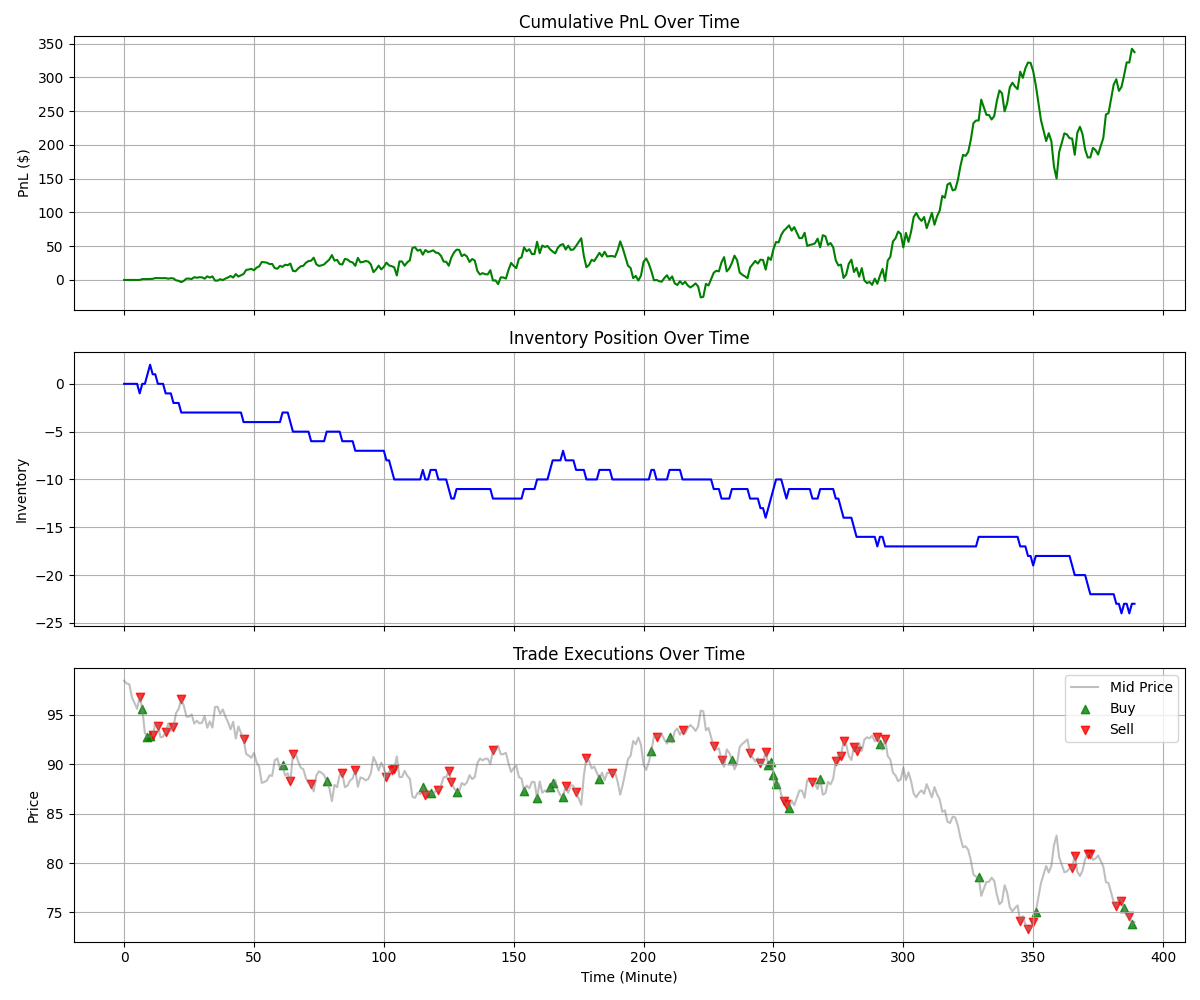 Cumulative PnL Over Time
PnL ($)
350
300
250
200
150
100
50
0
Inventory Position Over Time
Inventory
0
−5
−10
−15
−20
−25
Trade Executions Over Time
Price
95
90
85
80
75
Mid Price
Buy
Sell
0 50 100 150 200 250 300 350 400
Time (Minute)